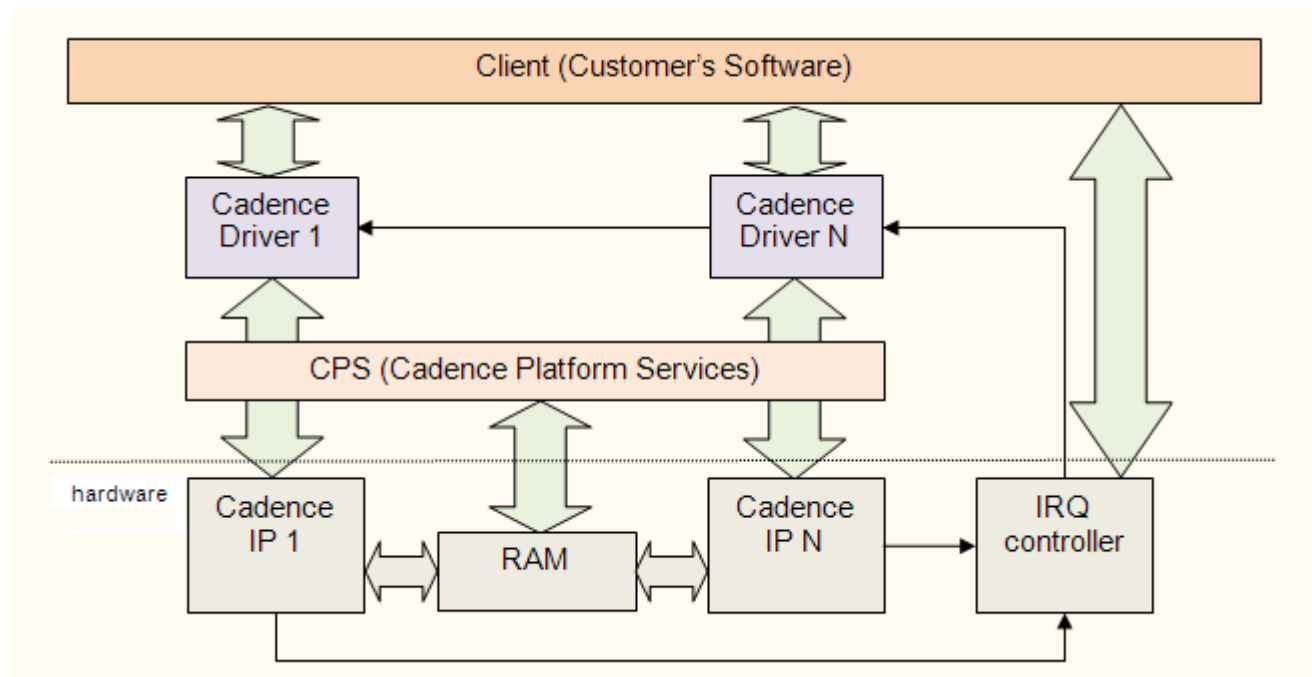 Client (Customer's Software)
Cadence
Driver 1
Cadence
Driver N
CPS (Cadence Platform Services)
hardware
Cadence
IP 1
RAM
Cadence
IP N
IRQ
controller